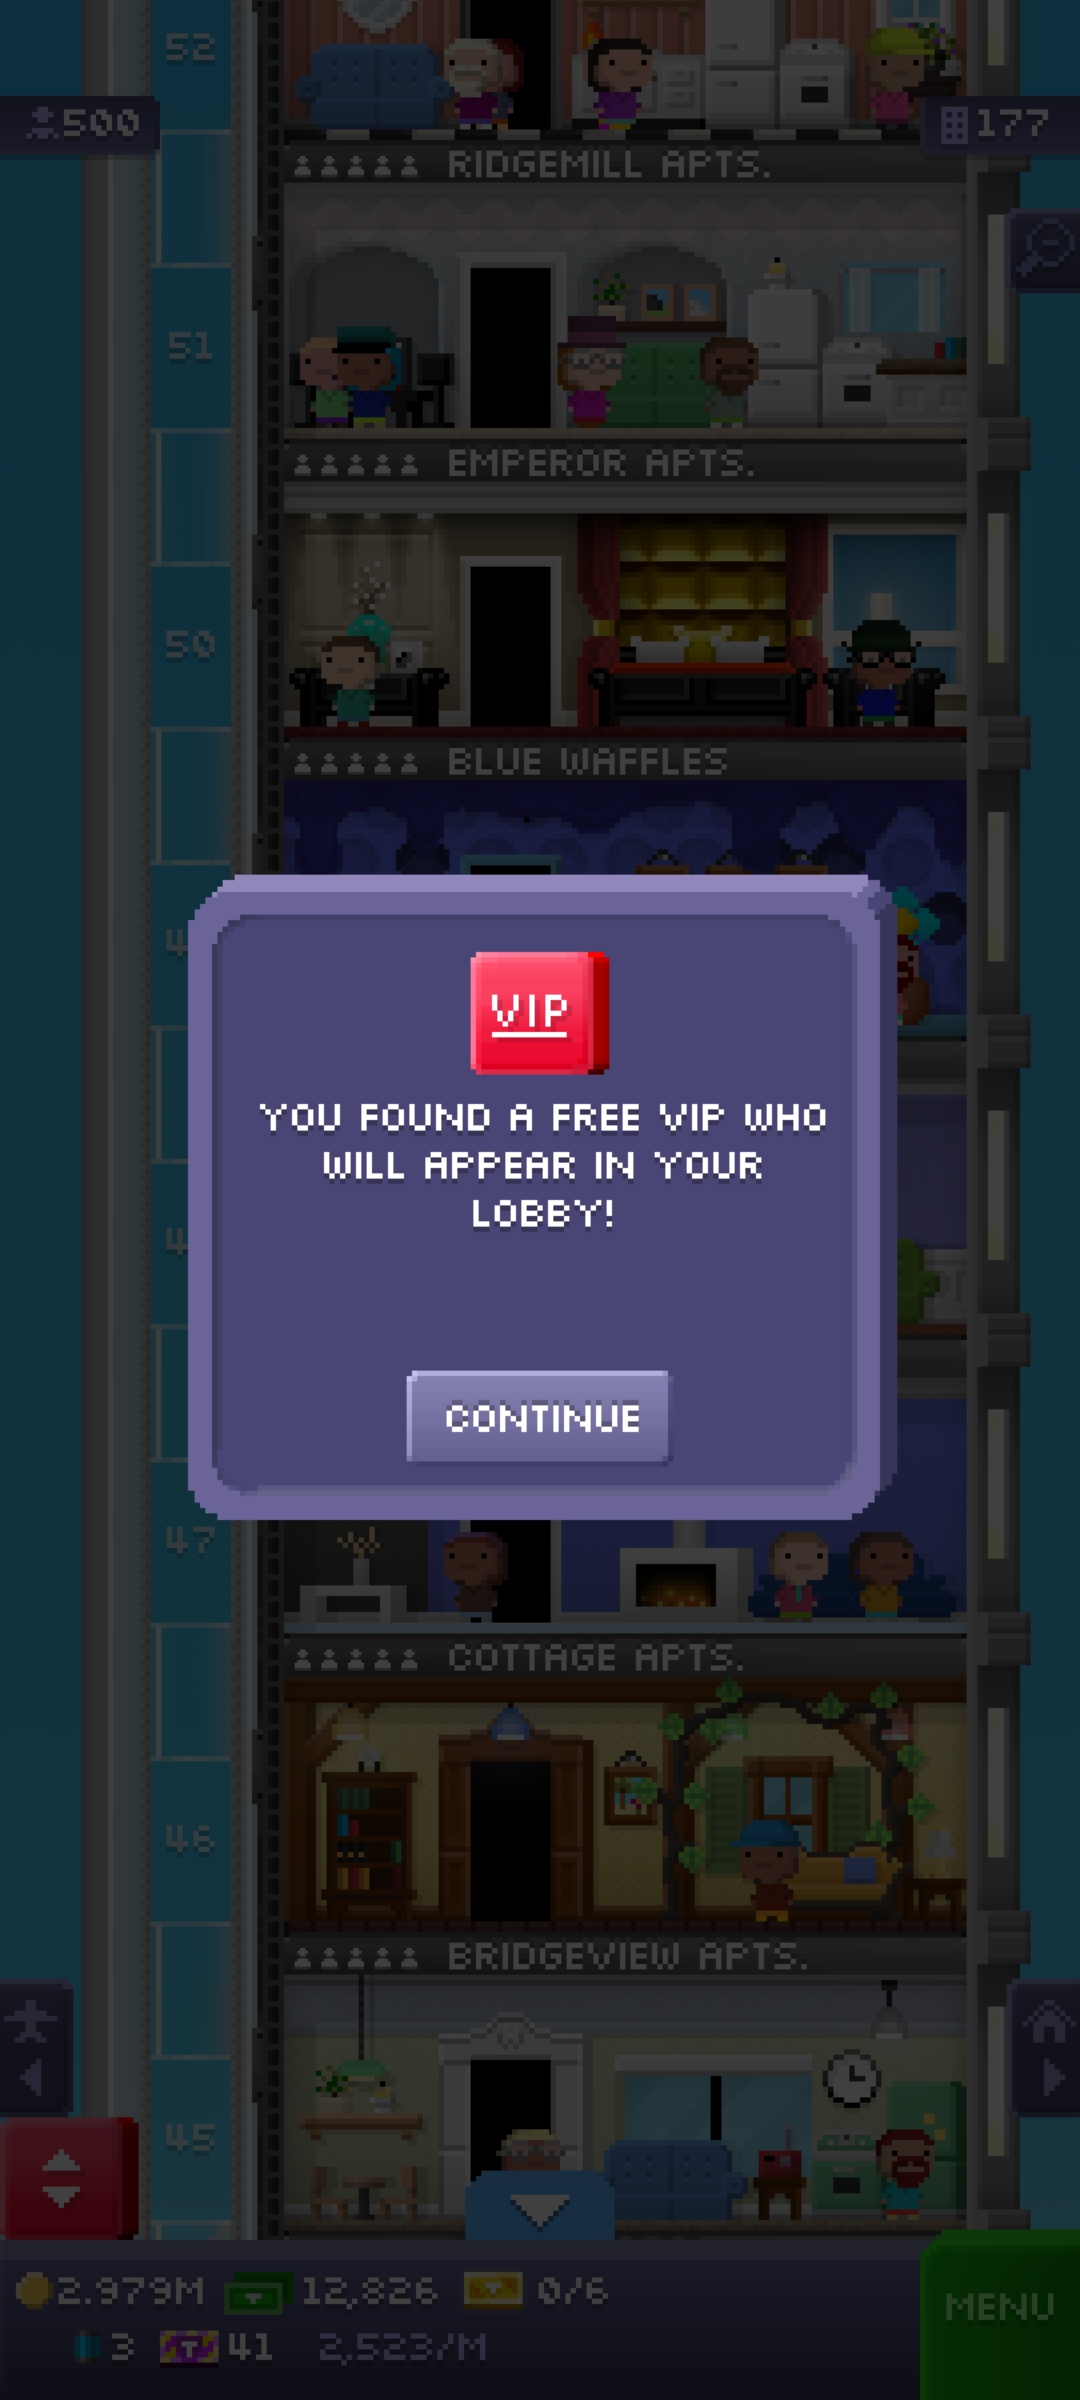 52
500
177
RIDGEMILL APTS.
51
EMPEROR APTS.
50
BLUE WAFFLES
4
VIP
YOU FOUND A FREE VIP WHO
WILL APPEAR IN YOUR
LOBBY!
4
CONTINUE
47
COTTAGE APTS.
46
BRIDGEVIEW APTS.
45
2.979M 12,826 0/6
MENU
3 T 41 2,523/M